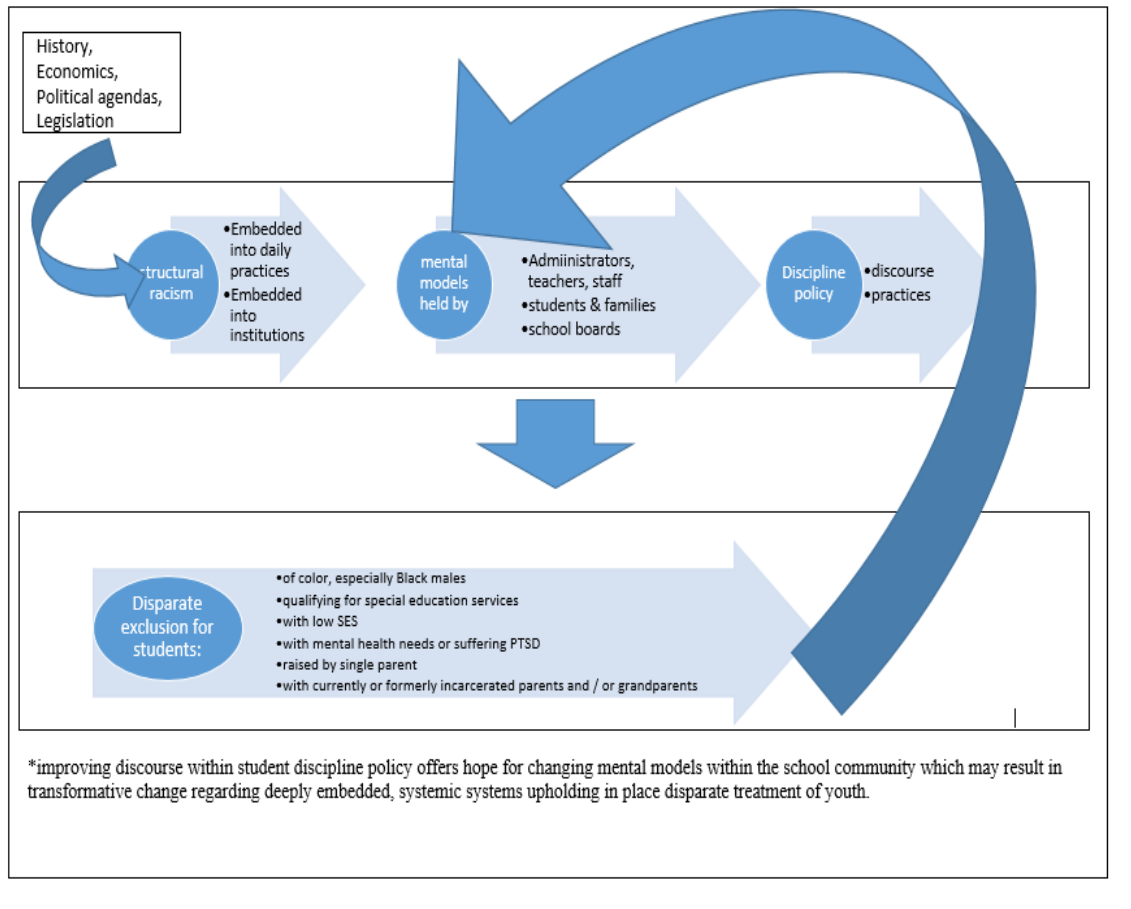 History,
Economics,
Political agendas,
Legislation
structural
racism
•Embedded
into daily
practices
•Embedded
into
institutions
mental
models
held by
•Admiinistrators,
teachers, staff
•students & families
•school boards
Discipline
policy
•discourse
•practices
Disparate
exclusion for
students:
•of color, especially Black males
•qualifying for special education services
•with low SES
•with mental health needs or suffering PTSD
•raised by single parent
•with currently or formerly incarcerated parents and / or grandparents
*improving discourse within student discipline policy offers hope for changing mental models within the school community which may result in
transformative change regarding deeply embedded, systemic systems upholding in place disparate treatment of youth.